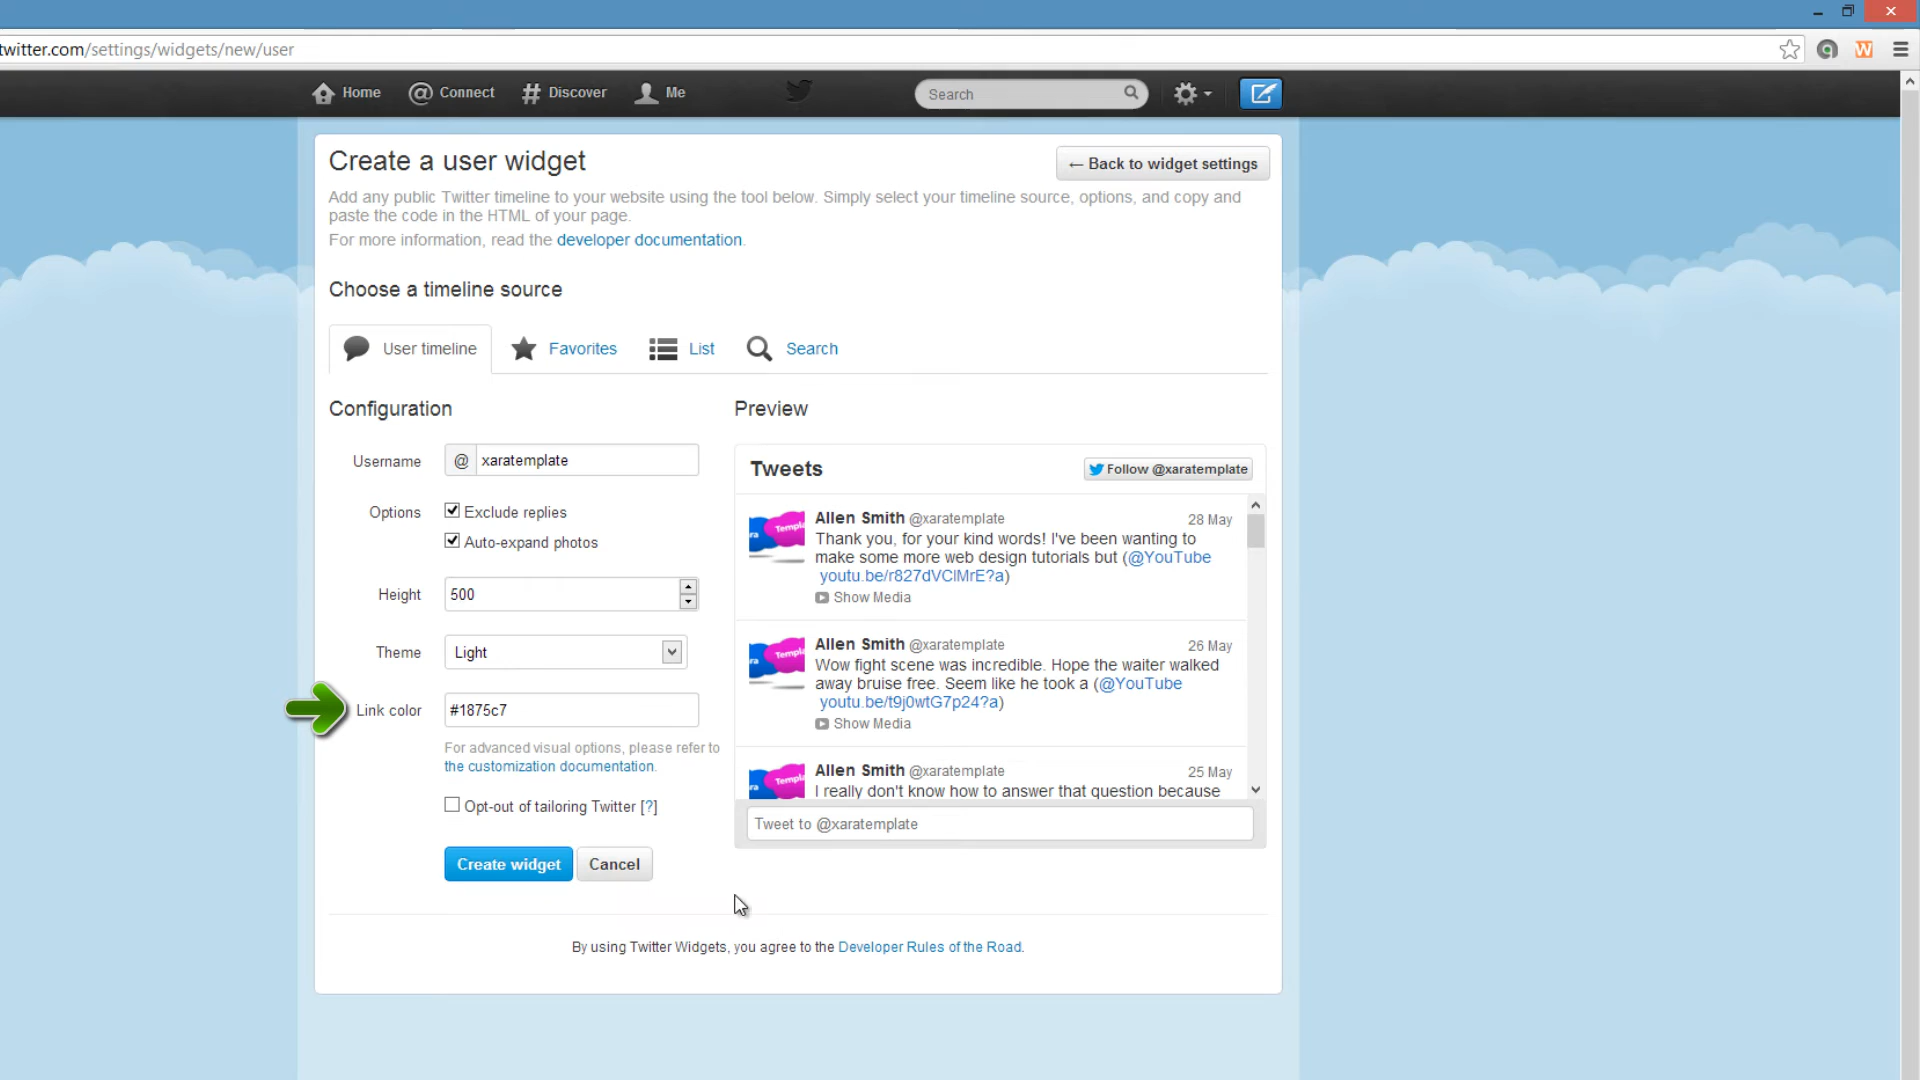 twitter.com/settings/widgets/new/user
Home
Connect
Discover
Me
Search
Create a user widget
← Back to widget settings
Add any public Twitter timeline to your website using the tool below. Simply select your timeline source, options, and copy and
paste the code in the HTML of your page.
For more information, read the developer documentation.
Choose a timeline source
User timeline
Favorites
List
Search
Configuration
Preview
Username
@ xaratemplate
Options
Exclude replies
Auto-expand photos
Height
500
Theme
Light
Link color
#1875c7
For advanced visual options, please refer to
the customization documentation.
Opt-out of tailoring Twitter [?]
Create widget
Cancel
Tweets
Follow @xaratemplate
Allen Smith @xaratemplate 28 May
Thank you, for your kind words! I've been wanting to
make some more web design tutorials but (@YouTube
youtu.be/r827dVClMrE?a)
Show Media
Allen Smith @xaratemplate 26 May
Wow fight scene was incredible. Hope the waiter walked
away bruise free. Seem like he took a (@YouTube
youtu.be/t9j0wtG7p24?a)
Show Media
Allen Smith @xaratemplate 25 May
I really don't know how to answer that question because
Tweet to @xaratemplate
By using Twitter Widgets, you agree to the Developer Rules of the Road.